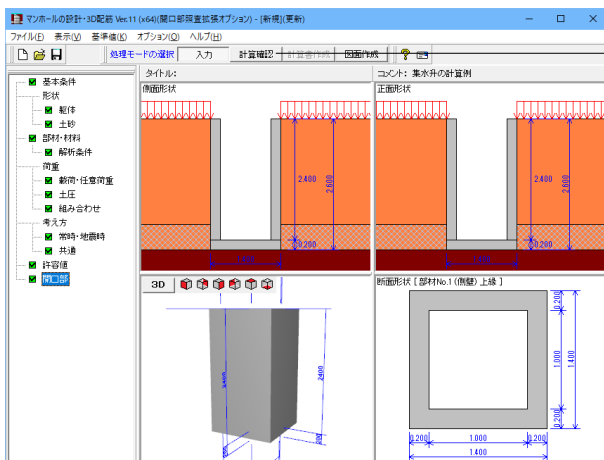 マンホールの設計・3D配筋 Ver.11 (x64)(開口部照査拡張オプション) - [新規](更新)
ファイル(F) 表示(V) 基準値(K) オプション(O) ヘルプ(H)
処理モードの選択 入力 計算確認 計算書作成 図面作成
基本条件
形状
躯体
土砂
部材・材料
解析条件
荷重
載荷・任意荷重
土圧
組み合わせ
考え方
常時・地震時
共通
許容値
開口部
タイトル:
コメント: 集水升の計算例
側面形状
2.400
2.600
0.200
1.400
正面形状
2.400
2.600
0.200
1.400
3D
2400
2400
200
200
断面形状 [ 部材No.1 (側壁) 上縁 ]
0.200
1.000
1.400
0.200
0.200 1.000 0.200
1.400